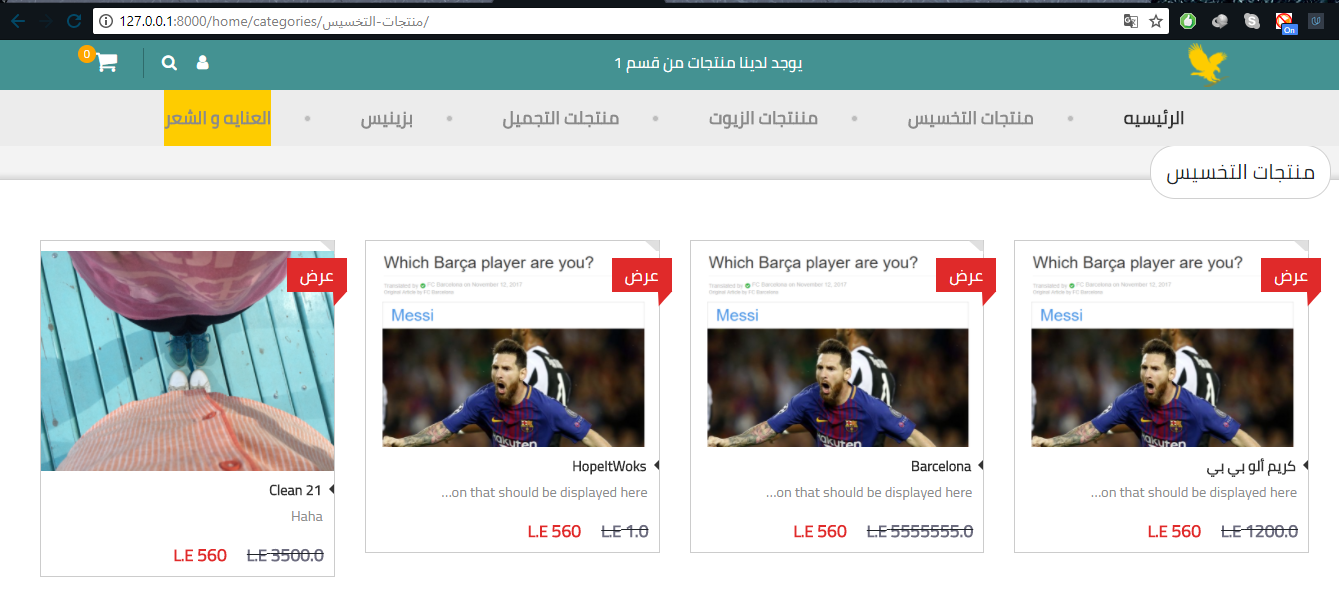 127.0.0.1:8000/home/categories/منتجات-التخسيس/
On
0
يوجد لدينا منتجات من قسم 1
الرئيسيه • منتجات التخسيس • مننتجات الزيوت • منتجلت التجميل • بزينيس • العنايه و الشعر
منتجات التخسيس
عرض
Which Barça player are you?
Translated by FC Barcelona on November 12, 2017
Original Article by FC Barcelona
Messi
كريم ألو بي بي
...on that should be displayed here
L.E 1200.0 L.E 560
عرض
Which Barça player are you?
Translated by FC Barcelona on November 12, 2017
Original Article by FC Barcelona
Messi
Barcelona
...on that should be displayed here
L.E 5555555.0 L.E 560
عرض
Which Barça player are you?
Translated by FC Barcelona on November 12, 2017
Original Article by FC Barcelona
Messi
HopeItWoks
...on that should be displayed here
L.E 1.0 L.E 560
عرض
Clean 21
Haha
L.E 3500.0 L.E 560